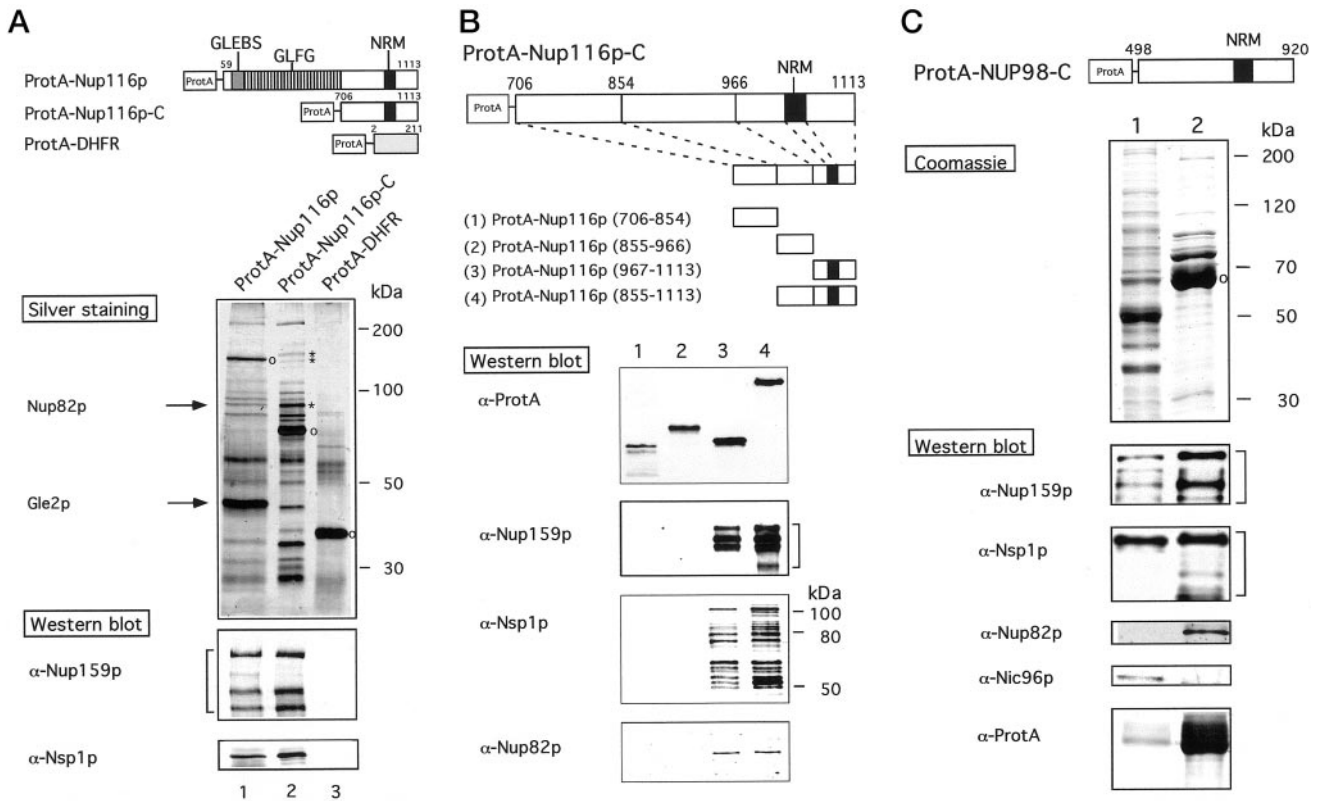 A
GLEBS
GLFG
NRM
59
1113
ProtA-Nup116p
ProtA
706
1113
ProtA-Nup116p-C
ProtA
2
211
ProtA-DHFR
ProtA
ProtA-Nup116p
ProtA-Nup116p-C
ProtA-DHFR
Silver staining
kDa
200
100
50
30
Nup82p
Gle2p
o
*
*
*
o
o
Western blot
α-Nup159p
α-Nsp1p
1 2 3
B
ProtA-Nup116p-C
NRM
706 854 966 1113
ProtA
(1) ProtA-Nup116p (706-854)
(2) ProtA-Nup116p (855-966)
(3) ProtA-Nup116p (967-1113)
(4) ProtA-Nup116p (855-1113)
Western blot
1 2 3 4
α-ProtA
α-Nup159p
α-Nsp1p
kDa
100
80
50
α-Nup82p
C
NRM
498 920
ProtA-NUP98-C
ProtA
1 2
kDa
Coomassie
200
120
70
50
30
o
Western blot
α-Nup159p
α-Nsp1p
α-Nup82p
α-Nic96p
α-ProtA